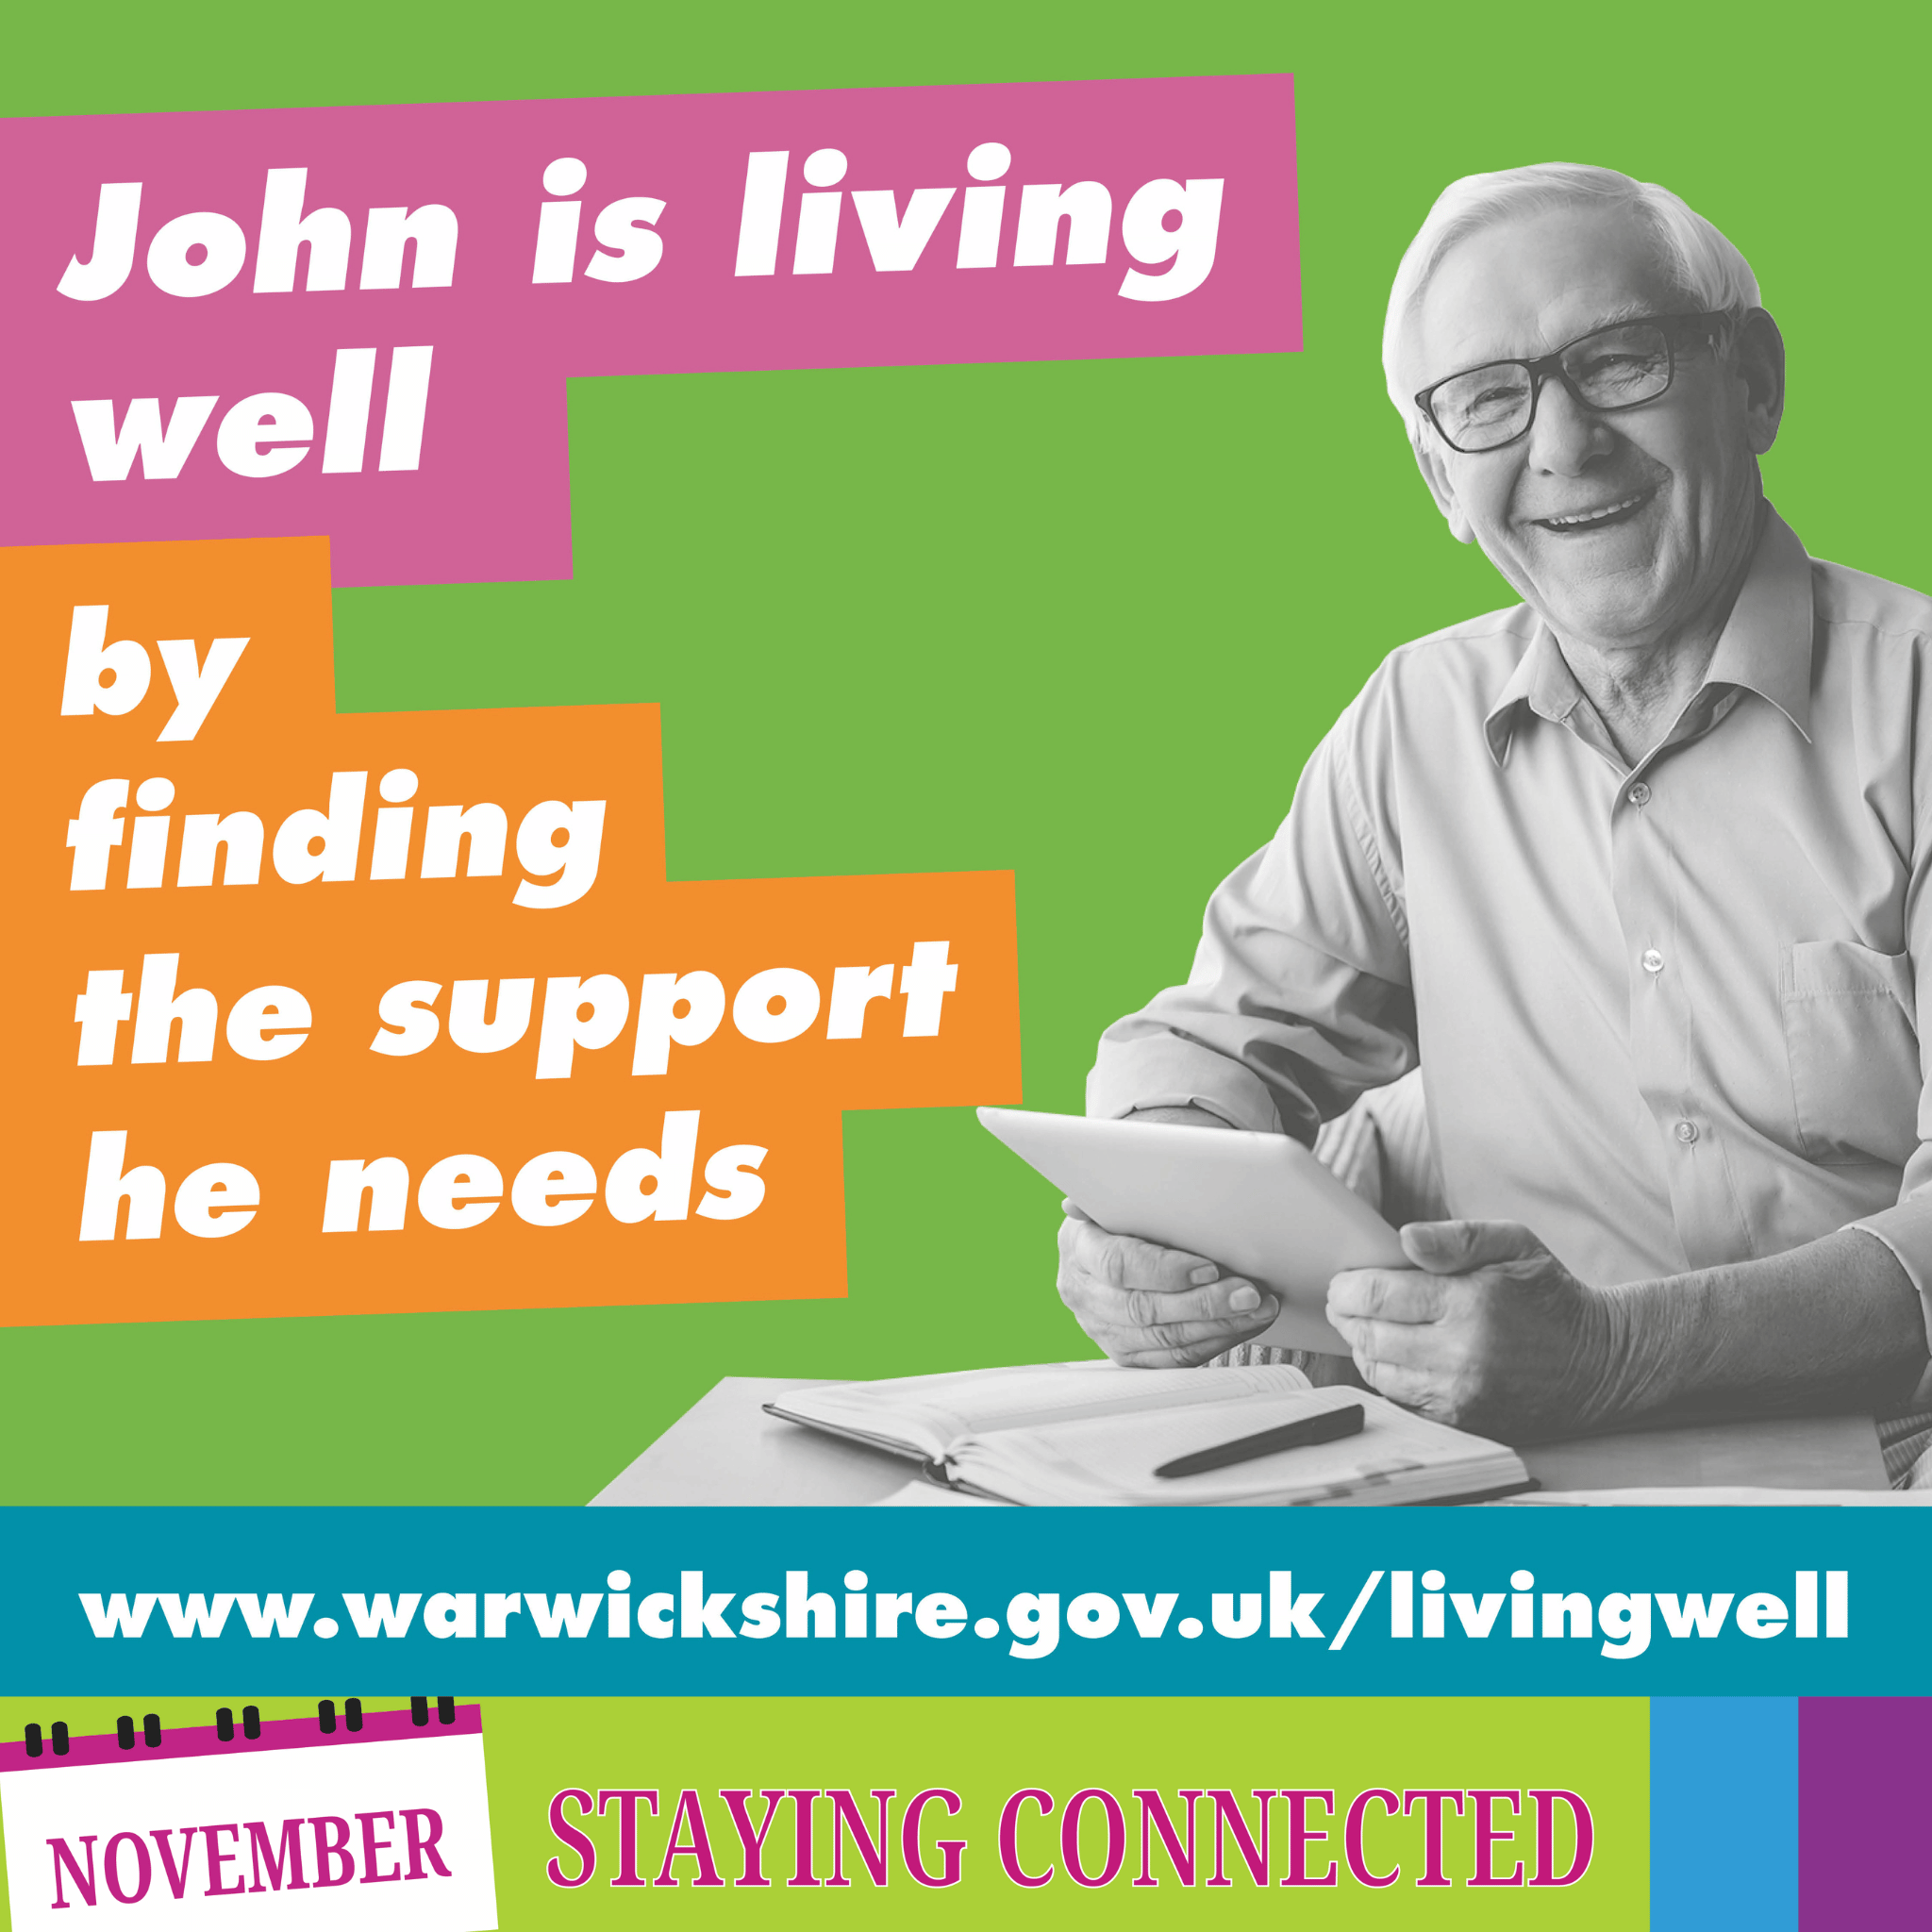 John is living
well
by
finding
the support
he needs
www.warwickshire.gov.uk/livingwell
NOVEMBER
STAYING CONNECTED